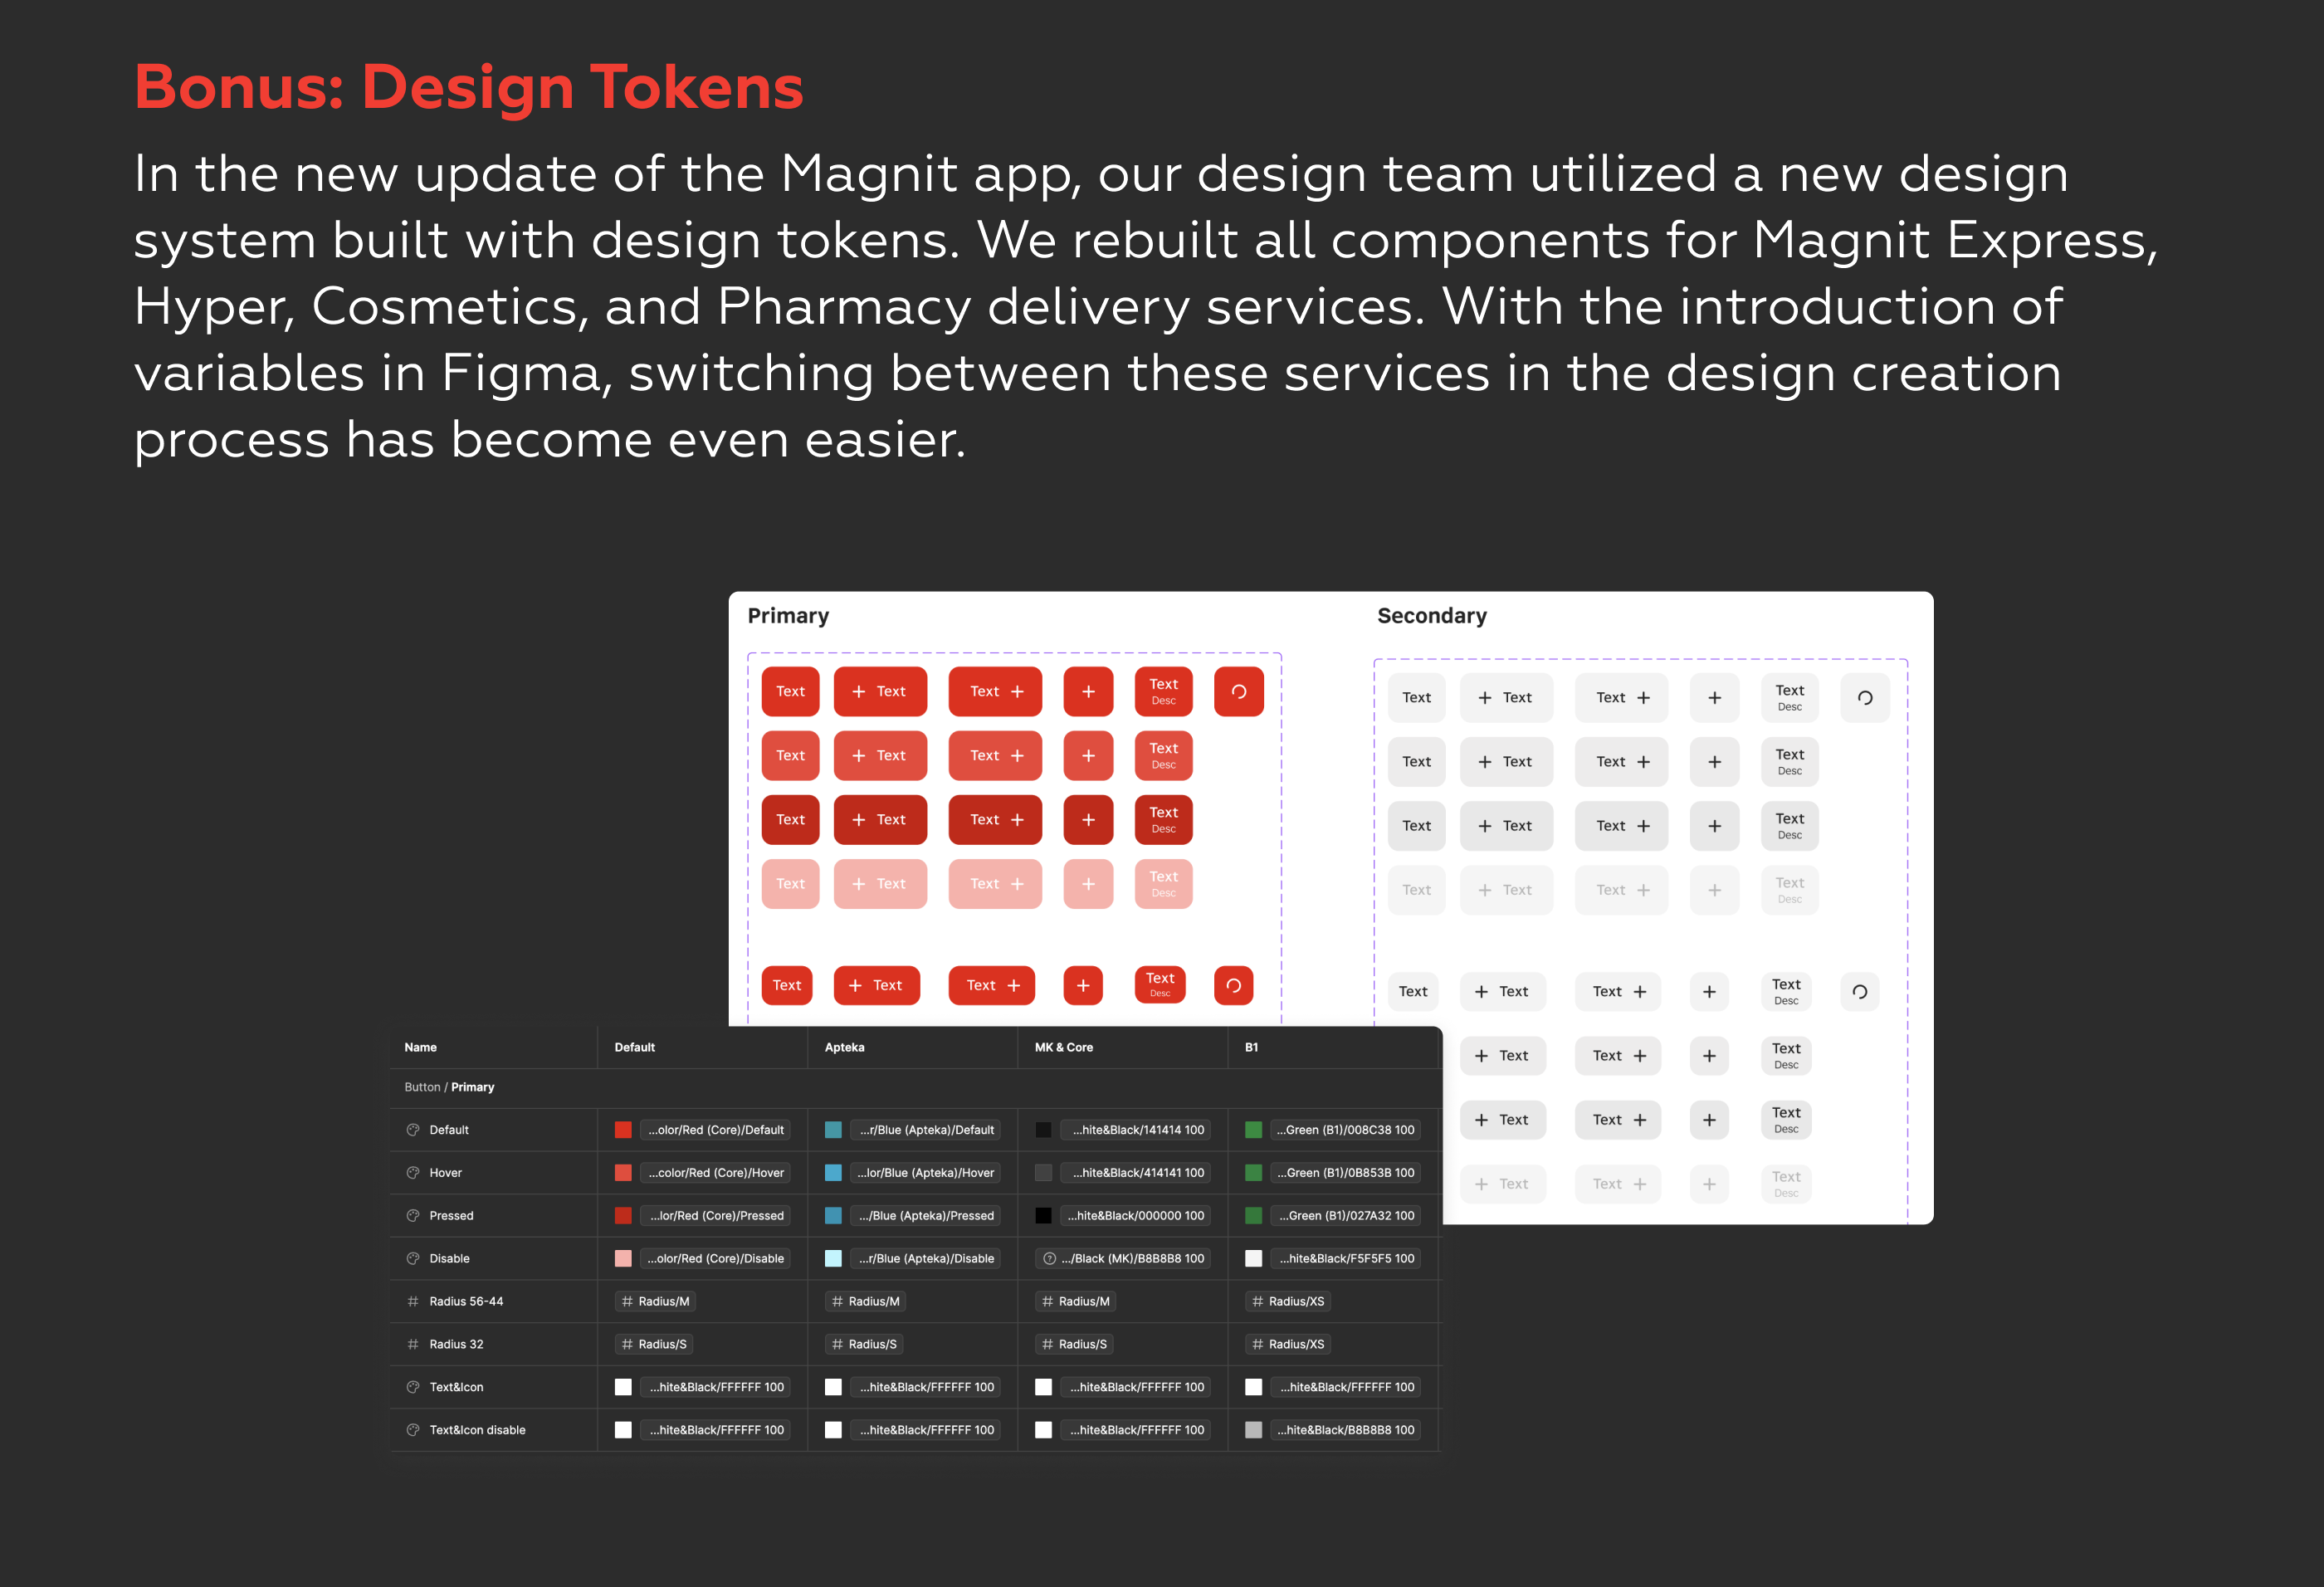 Bonus: Design Tokens
In the new update of the Magnit app, our design team utilized a new design
system built with design tokens. We rebuilt all components for Magnit Express,
Hyper, Cosmetics, and Pharmacy delivery services. With the introduction of
variables in Figma, switching between these services in the design creation
process has become even easier.
Primary
Text + Text Text + + Text
Desc
Text + Text Text + + Text
Desc
Text + Text Text + + Text
Desc
Text + Text Text + + Text
Desc
Text + Text Text + + Text
Desc
Secondary
Text + Text Text + + Text
Desc
Text + Text Text + + Text
Desc
Text + Text Text + + Text
Desc
Text + Text Text + + Text
Desc
Text + Text Text + + Text
Desc
+ Text Text + + Text
Desc
+ Text Text + + Text
Desc
+ Text Text + + Text
Desc
Name Default Apteka MK & Core B1
Button / Primary
Default ...olor/Red (Core)/Default ...r/Blue (Apteka)/Default ...hite&Black/141414 100 ...Green (B1)/008C38 100
Hover ...color/Red (Core)/Hover ...lor/Blue (Apteka)/Hover ...hite&Black/414141 100 ...Green (B1)/0B853B 100
Pressed ...lor/Red (Core)/Pressed .../Blue (Apteka)/Pressed ...hite&Black/000000 100 ...Green (B1)/027A32 100
Disable ...olor/Red (Core)/Disable ...r/Blue (Apteka)/Disable .../Black (MK)/B8B8B8 100 ...hite&Black/F5F5F5 100
# Radius 56-44 # Radius/M # Radius/M # Radius/M # Radius/XS
# Radius 32 # Radius/S # Radius/S # Radius/S # Radius/XS
Text&Icon ...hite&Black/FFFFFF 100 ...hite&Black/FFFFFF 100 ...hite&Black/FFFFFF 100 ...hite&Black/FFFFFF 100
Text&Icon disable ...hite&Black/FFFFFF 100 ...hite&Black/FFFFFF 100 ...hite&Black/FFFFFF 100 ...hite&Black/B8B8B8 100